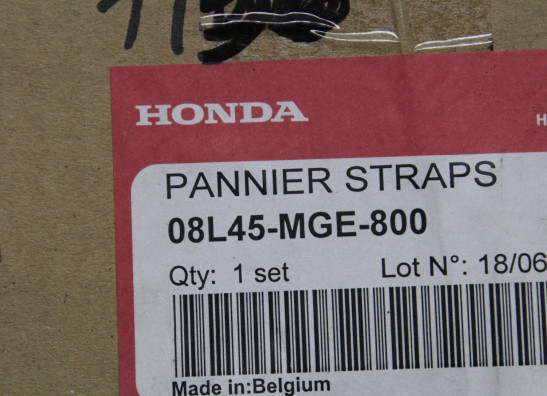 HONDA
H
PANNIER STRAPS
08L45-MGE-800
Qty: 1 set Lot N°: 18/06
Made in:Belgium